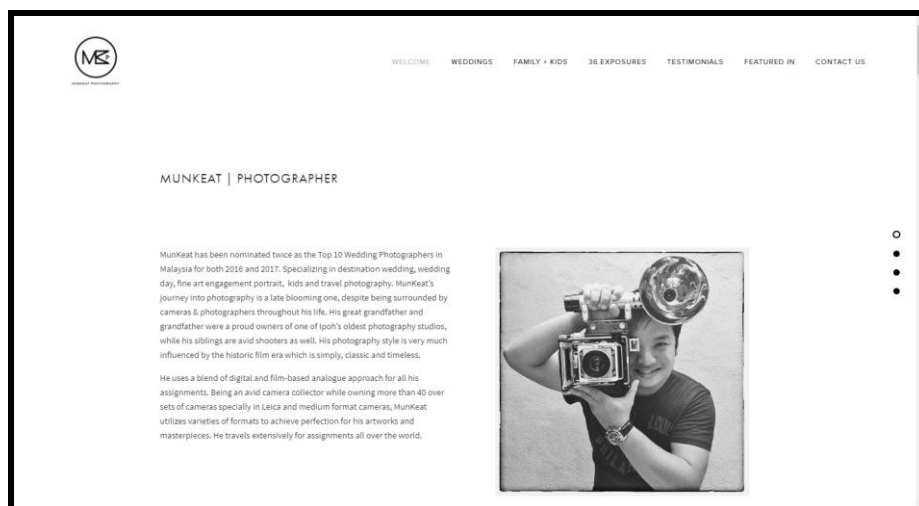 MK
MUNKEAT PHOTOGRAPHY
WELCOME WEDDINGS FAMILY + KIDS 36.EXPOSURES TESTIMONIALS FEATURED IN CONTACT US
MUNKEAT | PHOTOGRAPHER
MunKeat has been nominated twice as the Top 10 Wedding Photographers in
Malaysia for both 2016 and 2017. Specializing in destination wedding, wedding
day, fine art engagement portrait, kids and travel photography. MunKeat's
journey into photography is a late blooming one, despite being surrounded by
cameras & photographers throughout his life. His great grandfather and
grandfather were a proud owners of one of Ipoh's oldest photography studios,
while his siblings are avid shooters as well. His photography style is very much
influenced by the historic film era which is simply, classic and timeless.
He uses a blend of digital and film-based analogue approach for all his
assignments. Being an avid camera collector while owning more than 40 over
sets of cameras specially in Leica and medium format cameras, MunKeat
utilizes varieties of formats to achieve perfection for his artworks and
masterpieces. He travels extensively for assignments all over the world.